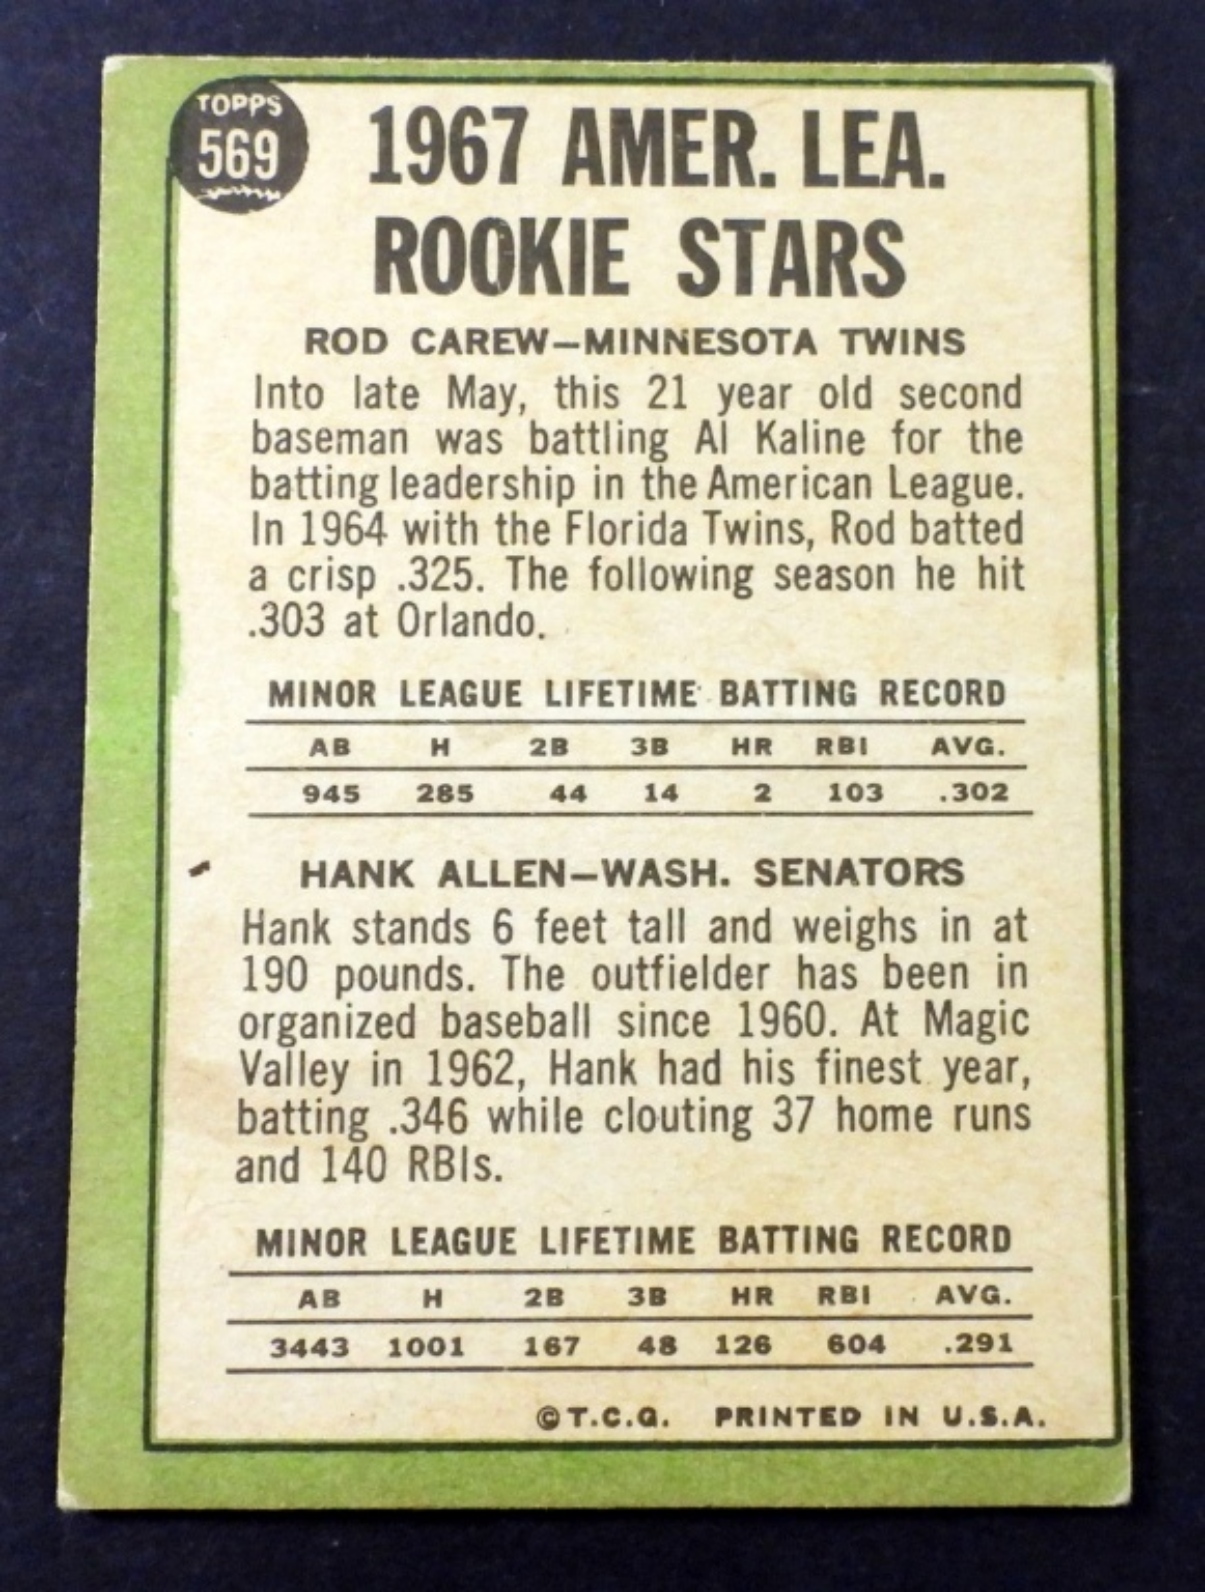 TOPPS
569
1967 AMER. LEA.
ROOKIE STARS
ROD CAREW—MINNESOTA TWINS
Into late May, this 21 year old second
baseman was battling Al Kaline for the
batting leadership in the American League.
In 1964 with the Florida Twins, Rod batted
a crisp .325. The following season he hit
.303 at Orlando.
MINOR LEAGUE LIFETIME BATTING RECORD
AB H 2B 3B HR RBI AVG.
945 285 44 14 2 103 .302
HANK ALLEN—WASH. SENATORS
Hank stands 6 feet tall and weighs in at
190 pounds. The outfielder has been in
organized baseball since 1960. At Magic
Valley in 1962, Hank had his finest year,
batting .346 while clouting 37 home runs
and 140 RBIs.
MINOR LEAGUE LIFETIME BATTING RECORD
AB H 2B 3B HR RBI AVG.
3443 1001 167 48 126 604 .291
©T.C.G. PRINTED IN U.S.A.